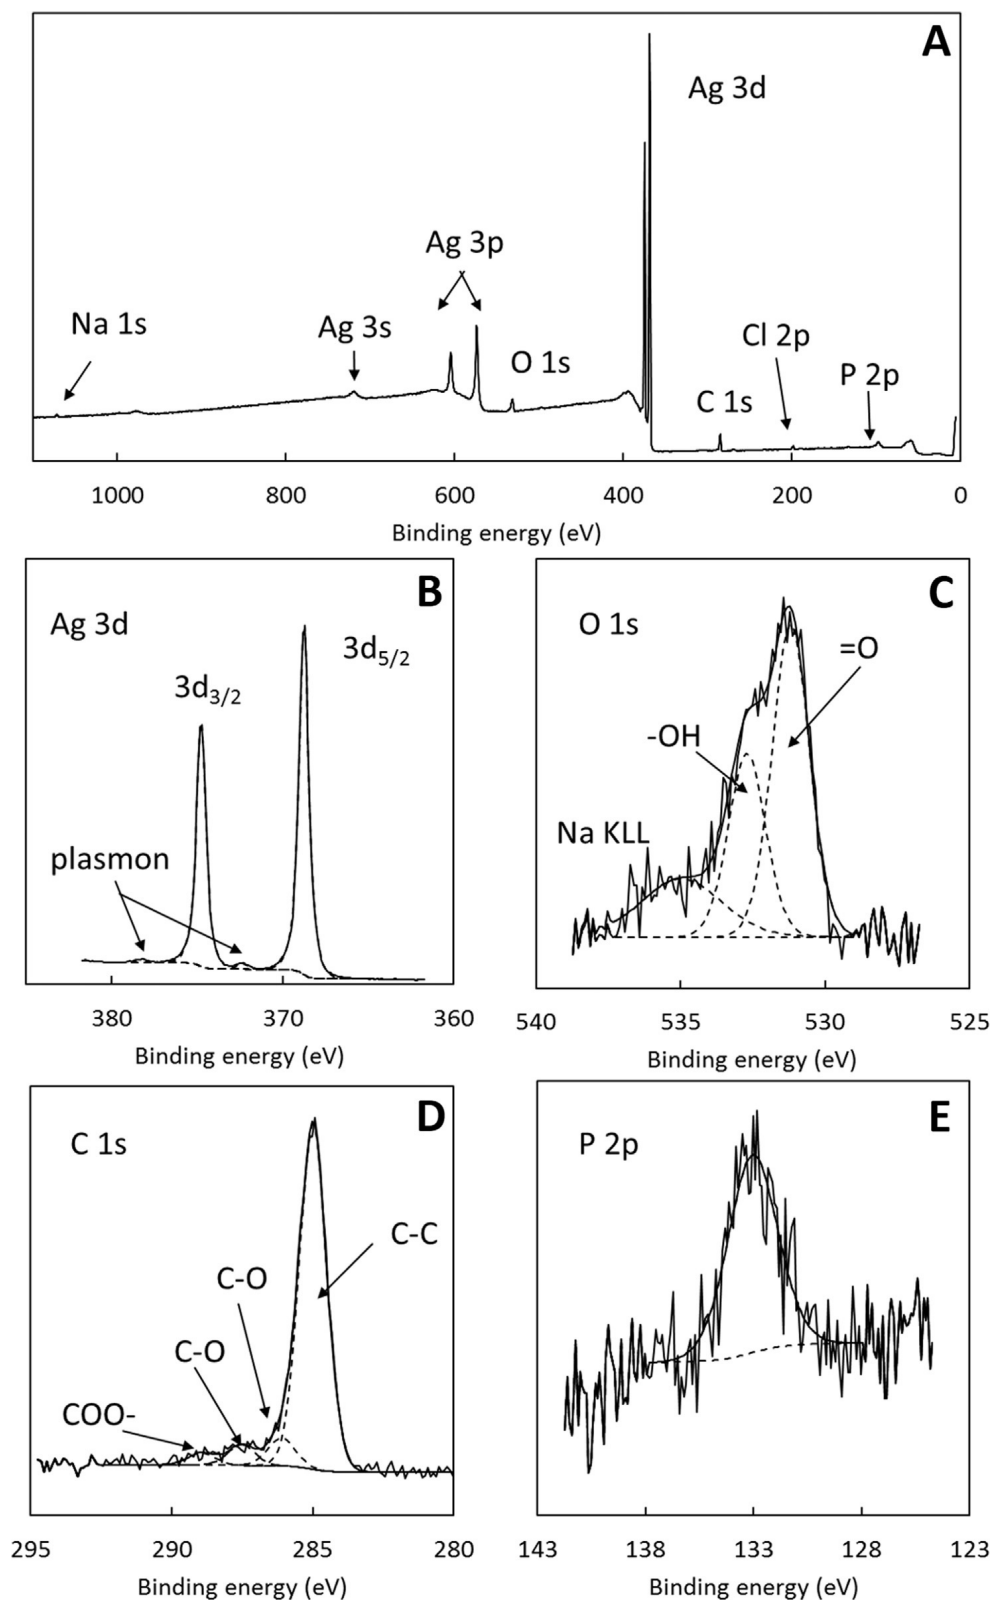 A
Ag 3d
Ag 3p
Na 1s
Ag 3s
O 1s
Cl 2p
P 2p
C 1s
1000 800 600 400 200 0
Binding energy (eV)
B
Ag 3d
3d5/2
3d3/2
plasmon
380 370 360
Binding energy (eV)
C
O 1s
=O
-OH
Na KLL
540 535 530 525
Binding energy (eV)
D
C 1s
C-C
C-O
C-O
COO-
295 290 285 280
Binding energy (eV)
E
P 2p
143 138 133 128 123
Binding energy (eV)